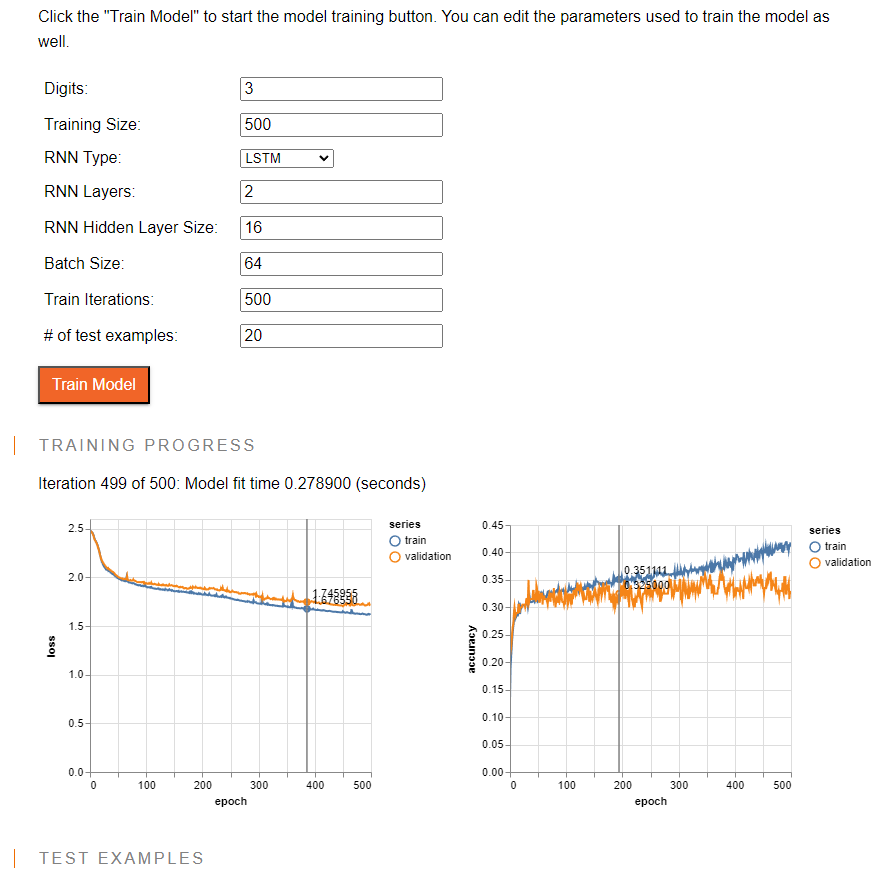 Click the "Train Model" to start the model training button. You can edit the parameters used to train the model as
well.
Digits: 3
Training Size: 500
RNN Type: LSTM
RNN Layers: 2
RNN Hidden Layer Size: 16
Batch Size: 64
Train Iterations: 500
# of test examples: 20
Train Model
TRAINING PROGRESS
Iteration 499 of 500: Model fit time 0.278900 (seconds)
2.5
2.0
1.5
1.0
0.5
0.0
loss
0 100 200 300 400 500
epoch
1.745955
1.676550
series
train
validation
0.45
0.40
0.35
0.30
0.25
0.20
0.15
0.10
0.05
0.00
accuracy
0 100 200 300 400 500
epoch
0.351111
0.325000
series
train
validation
TEST EXAMPLES